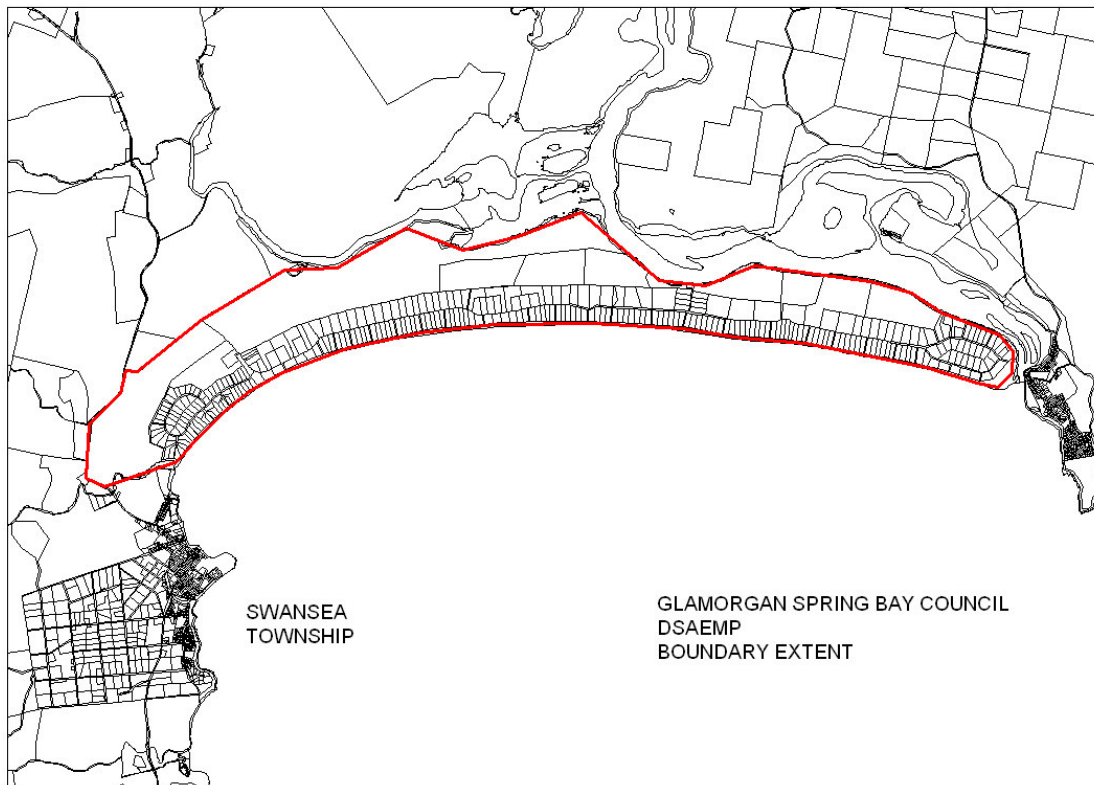 SWANSEA
TOWNSHIP
GLAMORGAN SPRING BAY COUNCIL
DSAEMP
BOUNDARY EXTENT